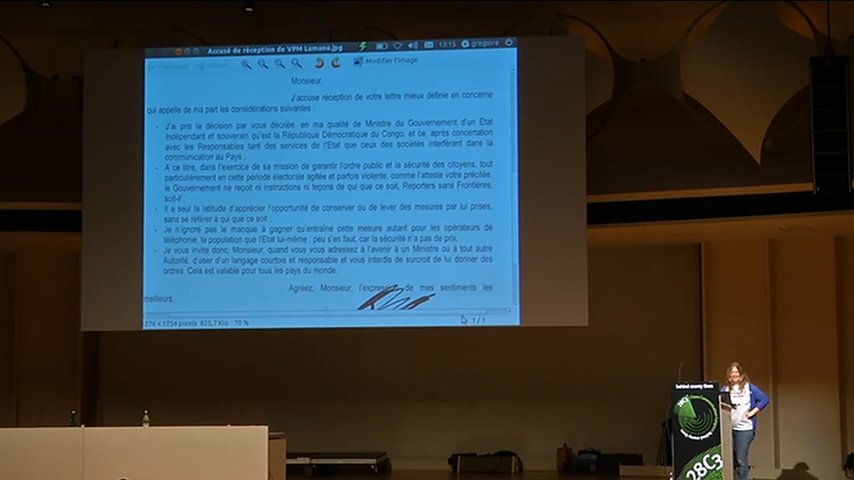 Accusé de réception de VPM Lumanu.jpg
13:15 gregoire
Modifier l'image
Monsieur,
J'accuse réception de votre lettre mieux définie en concerne
qui appelle de ma part les considérations suivantes :
- J'ai pris la décision par vous décriée, en ma qualité de Ministre du Gouvernement d'un Etat
indépendant et souverain qu'est la République Démocratique du Congo, et ce, après concertation
avec les Responsables tant des services de l'Etat que ceux des sociétés interférant dans la
communication au Pays ;
- A ce titre, dans l'exercice de sa mission de garantir l'ordre public et la sécurité des citoyens, tout
particulièrement en cette période électorale agitée et parfois violente, comme l'atteste votre précitée,
le Gouvernement ne reçoit ni instructions ni leçons de qui que ce soit, Reporters sans Frontières,
soit-il ;
- Il a seul la latitude d'apprécier l'opportunité de conserver ou de lever des mesures par lui prises,
sans se référer à qui que ce soit ;
- Je n'ignore pas le manque à gagner qu'entraîne cette mesure autant pour les opérateurs de
téléphonie, la population que l'Etat lui-même ; peu s'en faut, car la sécurité n'a pas de prix.
- Je vous invite donc, Monsieur, quand vous vous adressez à l'avenir à un Ministre ou à tout autre
Autorité, d'user d'un langage courtois et responsable et vous interdis de surcroit de lui donner des
ordres. Cela est valable pour tous les pays du monde.
Agréez, Monsieur, l'expression de mes sentiments les
meilleurs.
276 × 1754 pixels 825,7 Kio 70 %
1 / 1
behind enemy lines
28C3